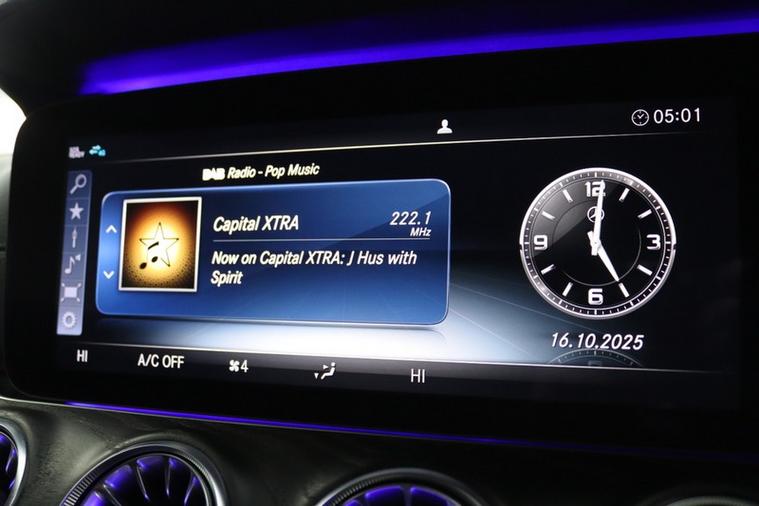 05:01
DAB Radio - Pop Music
Capital XTRA
222.1
MHz
Now on Capital XTRA: J Hus with
Spirit
12
9
3
6
16.10.2025
HI
A/C OFF
4
HI